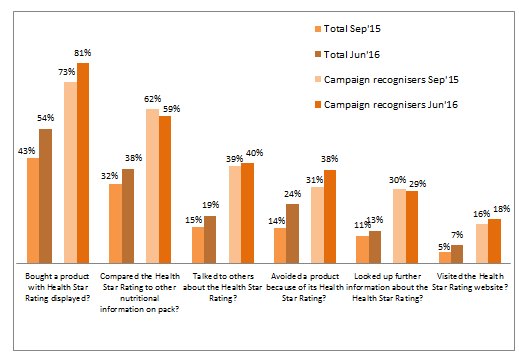 Total Sep'15
Total Jun'16
Campaign recognisers Sep'15
Campaign recognisers Jun'16
43%
54%
73%
81%
32%
38%
62%
59%
15%
19%
39%
40%
14%
24%
31%
38%
11%
13%
30%
29%
5%
7%
16%
18%
Bought a product
with Health Star
Rating displayed?
Compared the Health
Star Rating to other
nutritional
information on pack?
Talked to others
about the Health Star
Rating?
Avoided a product
because of its Health
Star Rating?
Looked up further
information about the
Health Star Rating?
Visited the Health
Star Rating website?